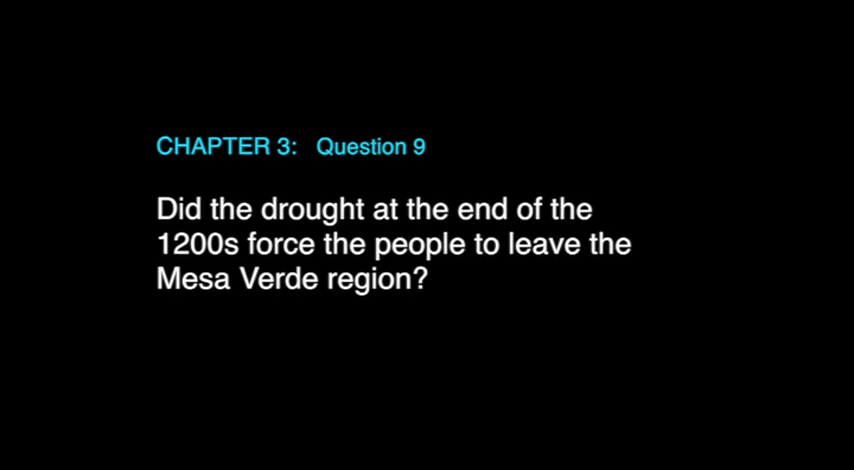 CHAPTER 3: Question 9
Did the drought at the end of the
1200s force the people to leave the
Mesa Verde region?